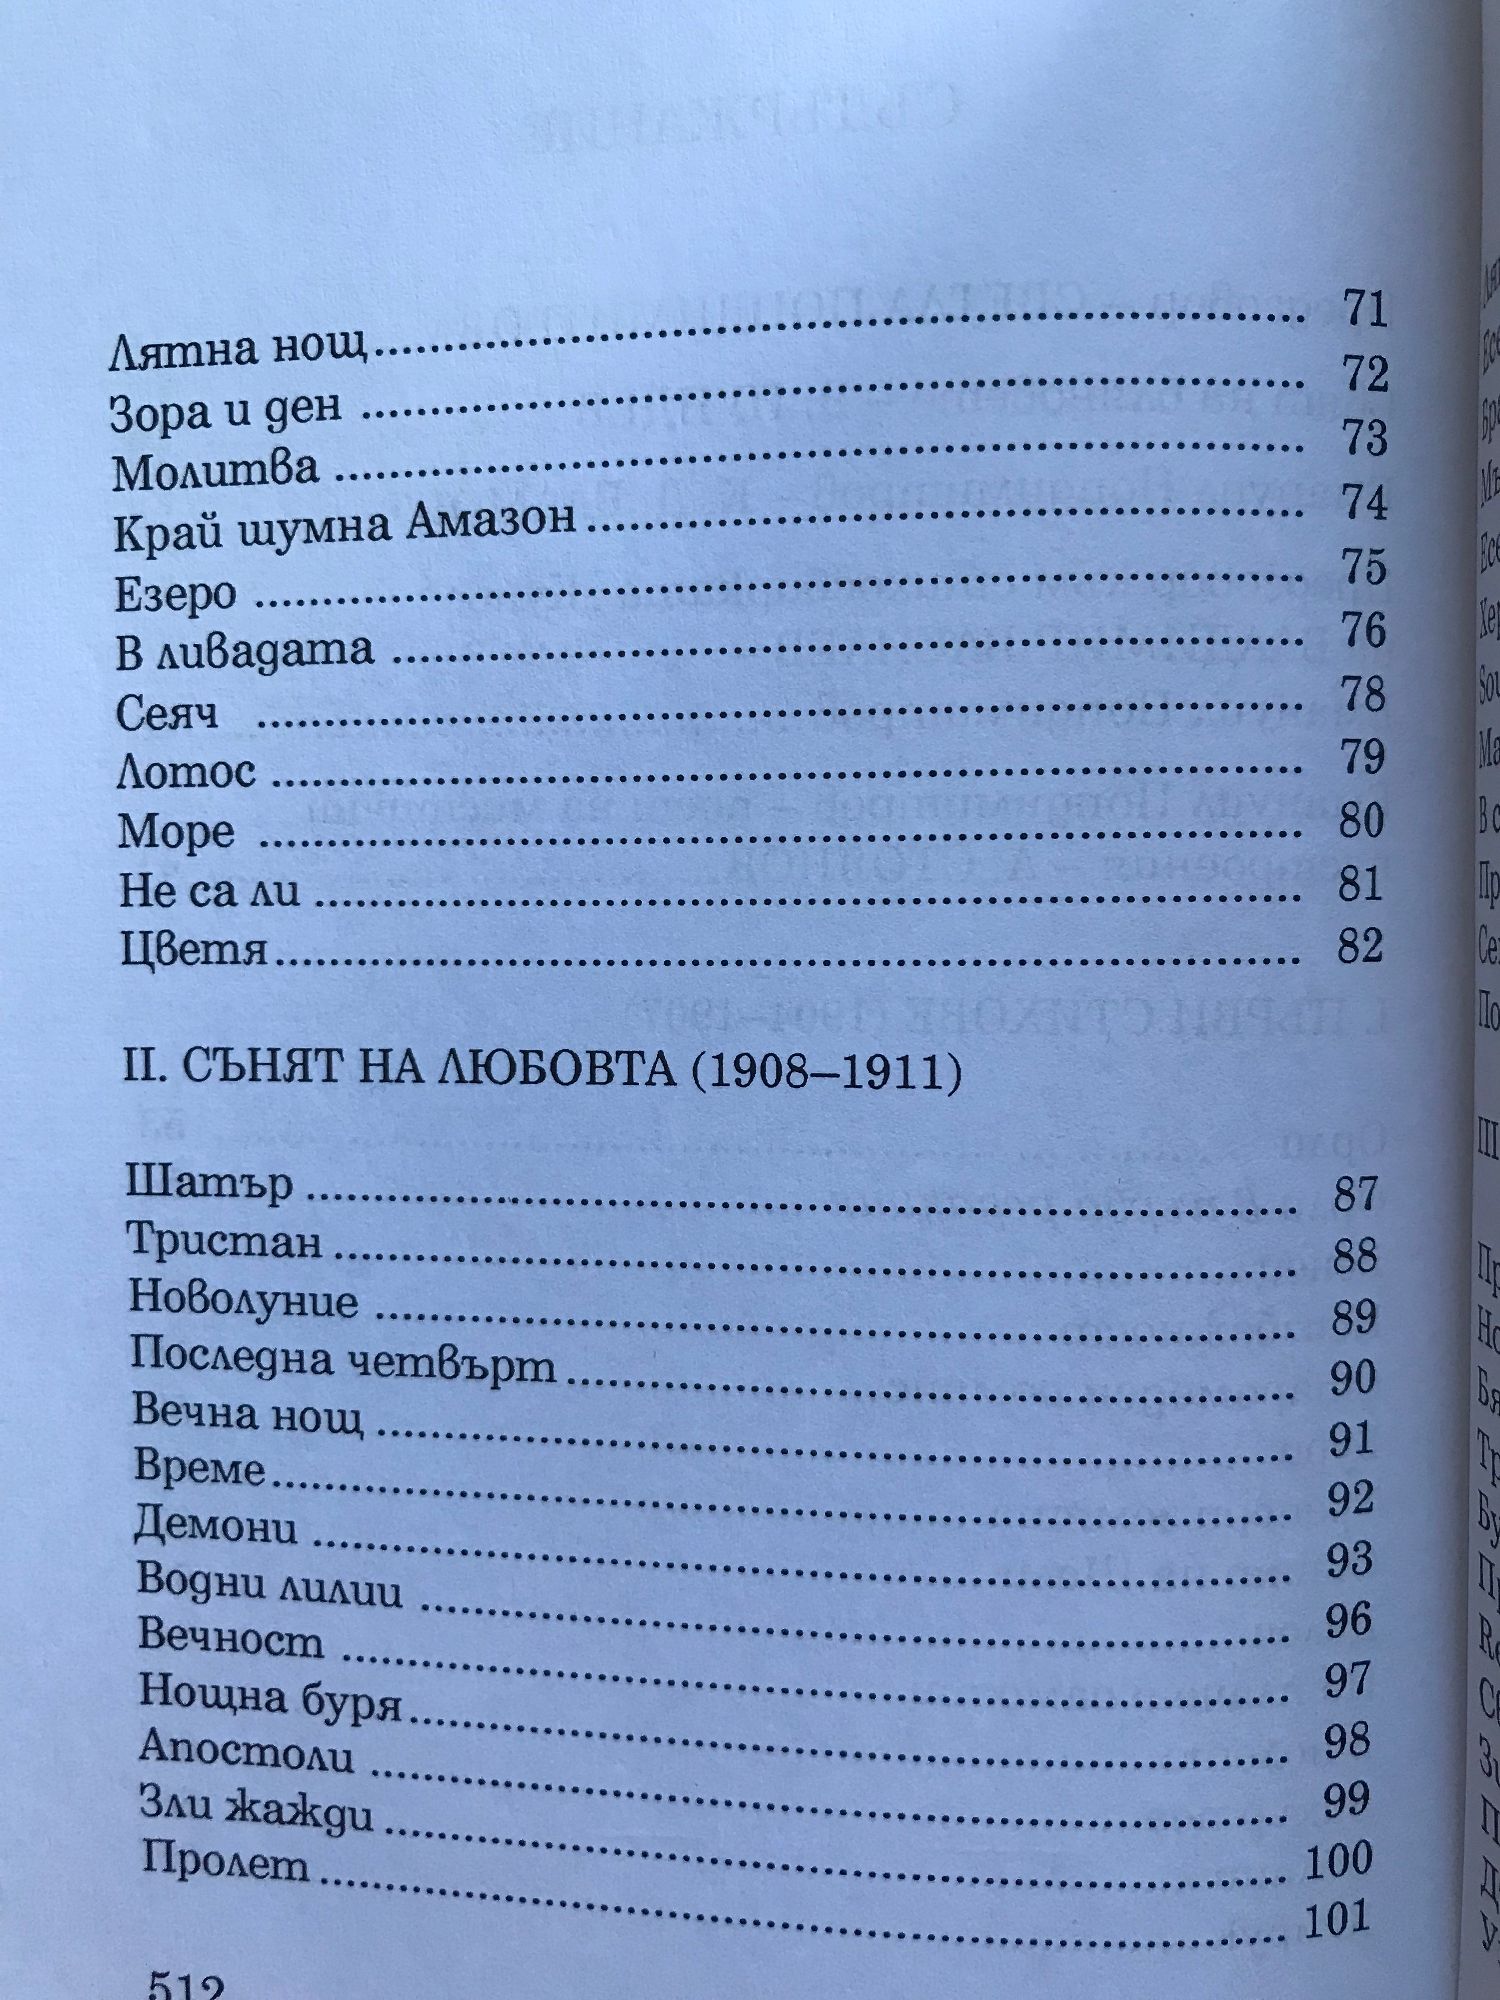 Лятна нощ ........ 71
Зора и ден ........ 72
Молитва ........ 73
Край шумна Амазон ........ 74
Езеро ........ 75
В ливадата ........ 76
Сеяч ........ 78
Лотос ........ 79
Море ........ 80
Не са ли ........ 81
Цветя ........ 82
II. СЪНЯТ НА ЛЮБОВТА (1908–1911)
Шатър ........ 87
Тристан ........ 88
Новолуние ........ 89
Последна четвърт ........ 90
Вечна нощ ........ 91
Време ........ 92
Демони ........ 93
Водни лилии ........ 96
Вечност ........ 97
Нощна буря ........ 98
Апостоли ........ 99
Зли жажди ........ 100
Пролет ........ 101
512